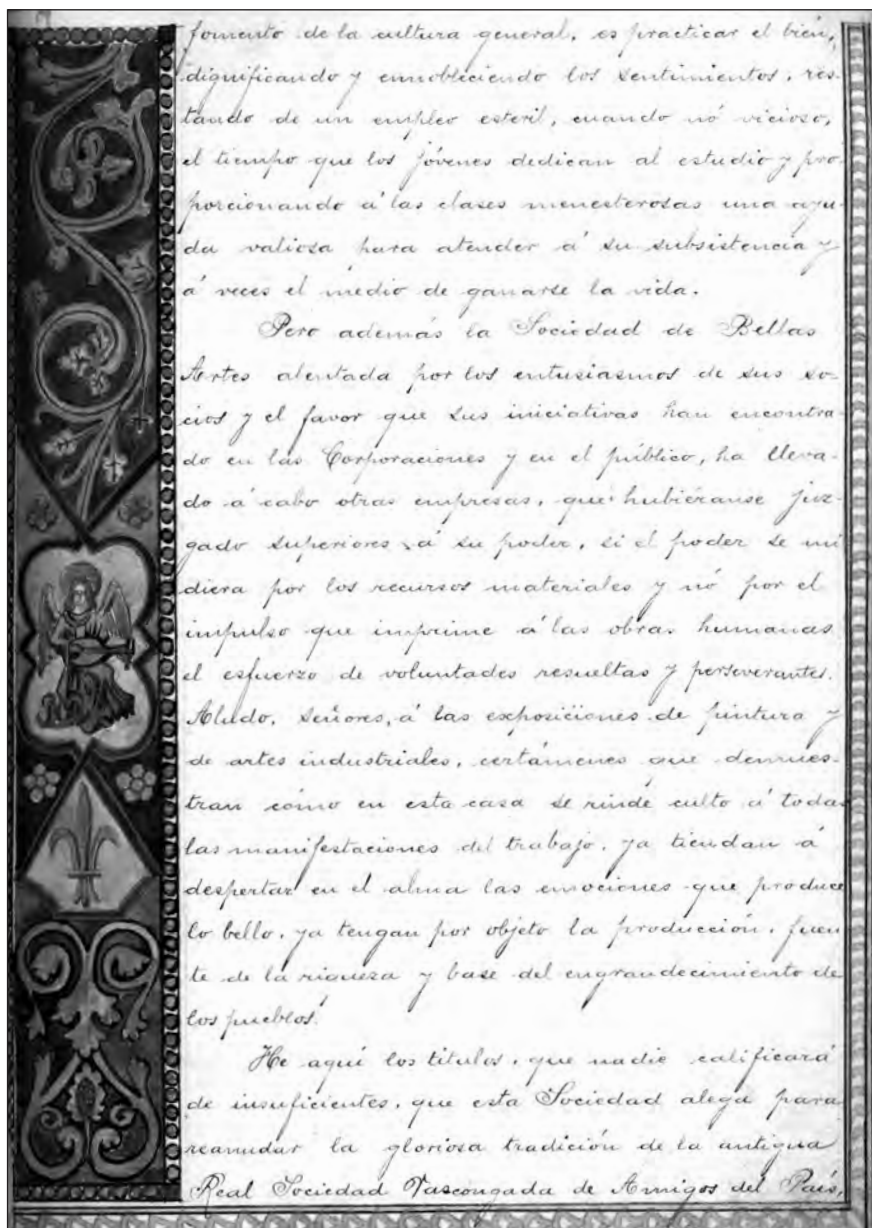 fomento de la cultura general, es practicar el bién,
dignificando y ennobleciendo los sentimientos, res-
tando de un empleo esteril, cuando nó vicioso,
el tiempo que los jóvenes dedican al estudio y pro-
porcionando á las clases menesterosas una ayu-
da valiosa para atender á su subsistencia y
á veces el medio de ganarse la vida.
Pero además la Sociedad de Bellas
Artes alentada por los entusiasmos de sus so-
cios y el favor que sus iniciativas han encontra-
do en las Corporaciones y en el público, ha lleva-
do á cabo otras empresas, que hubiéranse juz-
gado superiores á su poder, si el poder se mi
diera por los recursos materiales y nó por el
impulso que imprime á las obras humanas
el esfuerzo de voluntades resueltas y perseverantes.
Aludo, señores, á las exposiciones de pintura y
de artes industriales, certámenes que demues-
tran cómo en esta casa se rinde culto á todas
las manifestaciones del trabajo, ya tiendan á
despertar en el alma las emociones que produce
lo bello, ya tengan por objeto la producción, fuen
te de la riqueza y base del engrandecimiento de
los pueblos.
He aquí los titulos, que nadie calificará
de insuficientes, que esta Sociedad alega para
reanudar la gloriosa tradición de la antigua
Real Sociedad Vascongada de Amigos del País,